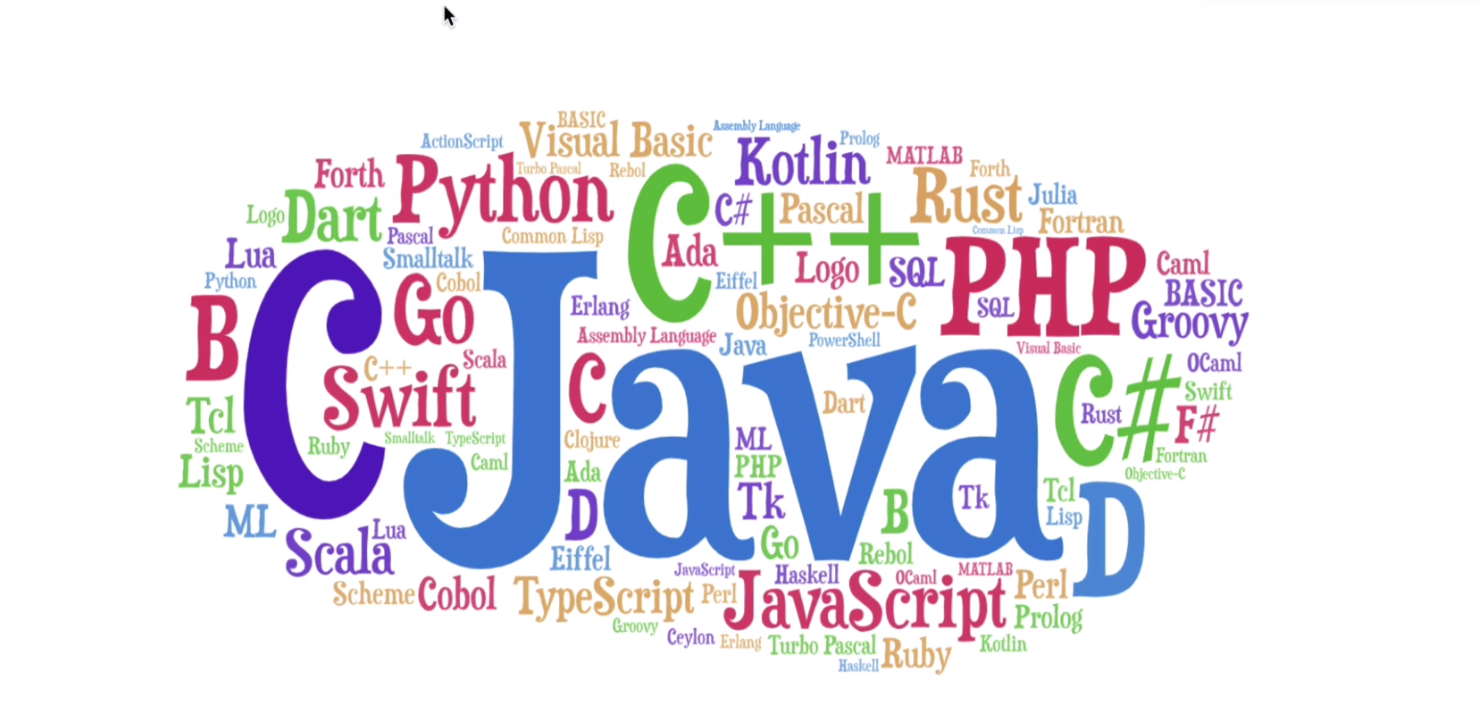 BASIC
Assembly Language
ActionScript
Visual Basic
Prolog
Kotlin
MATLAB
Forth
Python
Turbo Pascal
Rebol
Forth
Rust
Julia
Logo
Dart
C++
C#
Pascal
Fortran
Pascal
Common Lisp
Common Lisp
Lua
Smalltalk
Ada
Logo
SQL
PHP
Caml
Python
Cobol
Eiffel
BASIC
B
C
Go
Java
Erlang
Objective-C
SQL
Groovy
Assembly Language
Java
PowerShell
Visual Basic
C++
Scala
OCaml
Swift
C
Dart
C#
Rust
Swift
F#
Tcl
Scheme
Ruby
Smalltalk
TypeScript
Clojure
ML
Fortran
Lisp
Caml
Ada
PHP
Objective-C
ML
D
Tk
B
Tk
Tcl
Lisp
D
Scala
Lua
Eiffel
Go
Rebol
Scheme
Cobol
TypeScript
JavaScript
Perl
Haskell
JavaScript
OCaml
MATLAB
Perl
Prolog
Groovy
Ceylon
Erlang
Turbo Pascal
Haskell
Ruby
Kotlin